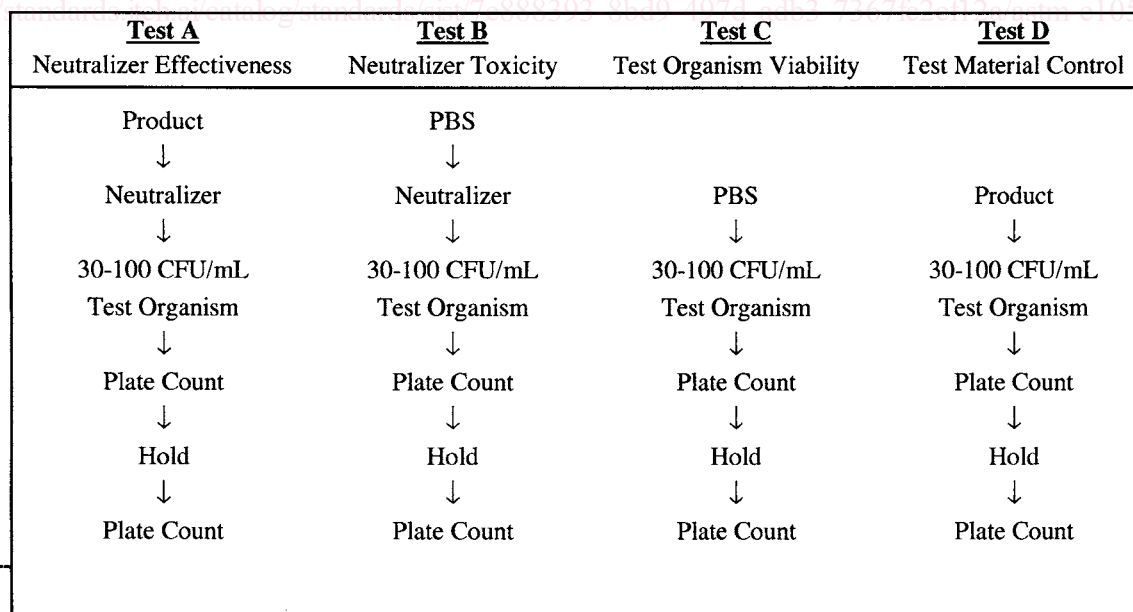 Test A Test B Test C Test D
Neutralizer Effectiveness Neutralizer Toxicity Test Organism Viability Test Material Control
Product PBS
↓ ↓
Neutralizer Neutralizer PBS Product
↓ ↓ ↓ ↓
30-100 CFU/mL 30-100 CFU/mL 30-100 CFU/mL 30-100 CFU/mL
Test Organism Test Organism Test Organism Test Organism
↓ ↓ ↓ ↓
Plate Count Plate Count Plate Count Plate Count
↓ ↓ ↓ ↓
Hold Hold Hold Hold
↓ ↓ ↓ ↓
Plate Count Plate Count Plate Count Plate Count